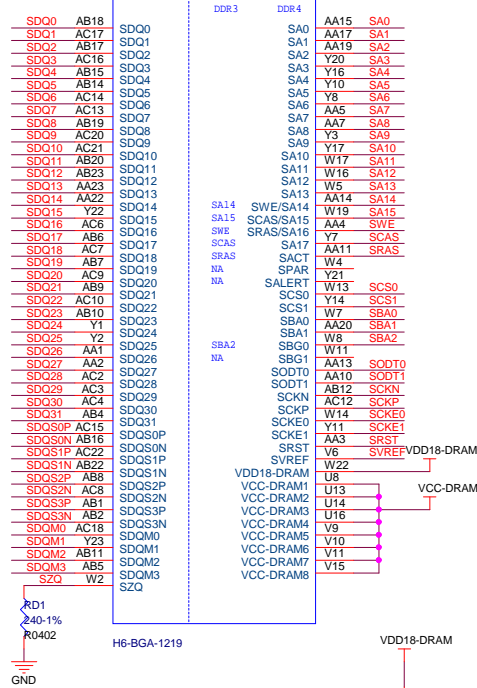 DDR3 DDR4
SDQ0 AB18 SDQ0 SA0 AA15 SA0
SDQ1 AC17 SDQ1 SA1 AA17 SA1
SDQ2 AB17 SDQ2 SA2 AA19 SA2
SDQ3 AC16 SDQ3 SA3 Y20 SA3
SDQ4 AB15 SDQ4 SA4 Y16 SA4
SDQ5 AB14 SDQ5 SA5 Y10 SA5
SDQ6 AC14 SDQ6 SA6 Y8 SA6
SDQ7 AC13 SDQ7 SA7 AA5 SA7
SDQ8 AB19 SDQ8 SA8 AA7 SA8
SDQ9 AC20 SDQ9 SA9 Y3 SA9
SDQ10 AC21 SDQ10 SA10 Y17 SA10
SDQ11 AB20 SDQ11 SA11 W17 SA11
SDQ12 AB23 SDQ12 SA12 W16 SA12
SDQ13 AA23 SDQ13 SA13 W5 SA13
SDQ14 AA22 SDQ14 SA14 SWE/SA14 AA14 SA14
SDQ15 Y22 SDQ15 SA15 SCAS/SA15 W19 SA15
SDQ16 AC6 SDQ16 SWE SRAS/SA16 AA4 SWE
SDQ17 AB6 SDQ17 SCAS SA17 Y7 SCAS
SDQ18 AC7 SDQ18 SRAS SACT AA11 SRAS
SDQ19 AB7 SDQ19 NA SPAR W4
SDQ20 AC9 SDQ20 NA SALERT Y21
SDQ21 AB9 SDQ21 SCS0 W13 SCS0
SDQ22 AC10 SDQ22 SCS1 Y14 SCS1
SDQ23 AB10 SDQ23 SBA0 W7 SBA0
SDQ24 Y1 SDQ24 SBA1 AA20 SBA1
SDQ25 Y2 SDQ25 SBA2 SBG0 W8 SBA2
SDQ26 AA1 SDQ26 NA SBG1 W11
SDQ27 AA2 SDQ27 SODT0 AA13 SODT0
SDQ28 AC2 SDQ28 SODT1 AA10 SODT1
SDQ29 AC3 SDQ29 SCKN AB12 SCKN
SDQ30 AC4 SDQ30 SCKP AC12 SCKP
SDQ31 AB4 SDQ31 SCKE0 W14 SCKE0
SDQS0P AC15 SDQS0P SCKE1 Y11 SCKE1
SDQS0N AB16 SDQS0N SRST AA3 SRST
SDQS1P AC22 SDQS1P SVREF V6 SVREF VDD18-DRAM
SDQS1N AB22 SDQS1N VDD18-DRAM W22
SDQS2P AB8 SDQS2P VCC-DRAM1 U8
SDQS2N AC8 SDQS2N VCC-DRAM2 U13 VCC-DRAM
SDQS3P AB1 SDQS3P VCC-DRAM3 U14
SDQS3N AB2 SDQS3N VCC-DRAM4 U16
SDQM0 AC18 SDQM0 VCC-DRAM5 V9
SDQM1 Y23 SDQM1 VCC-DRAM6 V10
SDQM2 AB11 SDQM2 VCC-DRAM7 V11
SDQM3 AB5 SDQM3 VCC-DRAM8 V15
SZQ W2 SZQ
RD1
240-1%
R0402
H6-BGA-1219
VDD18-DRAM
GND